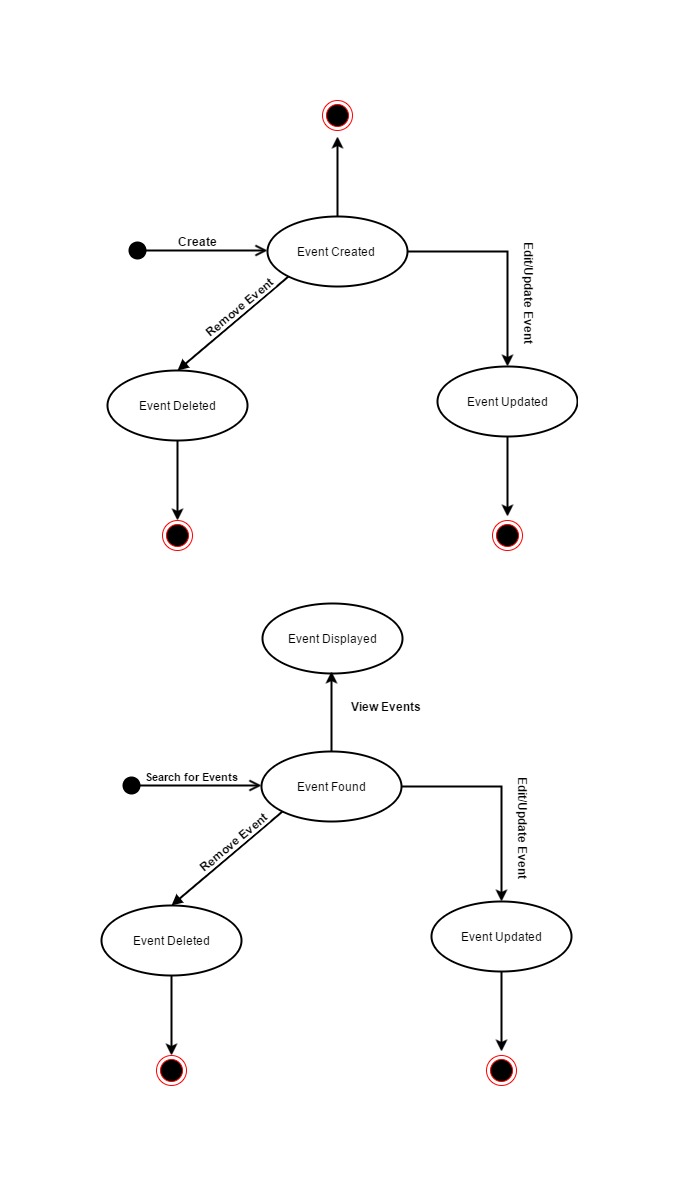 Create
Event Created
Edit/Update Event
Remove Event
Event Deleted
Event Updated
Event Displayed
View Events
Search for Events
Event Found
Edit/Update Event
Remove Event
Event Deleted
Event Updated